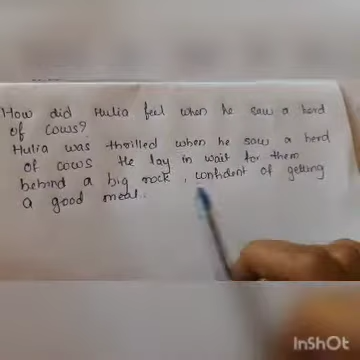 How did Hulia feel when he saw a herd
of cows?
Hulia was thrilled when he saw a herd
of cows He lay in wait for them
behind a big rock, confident of getting
a good meal.
InShOt